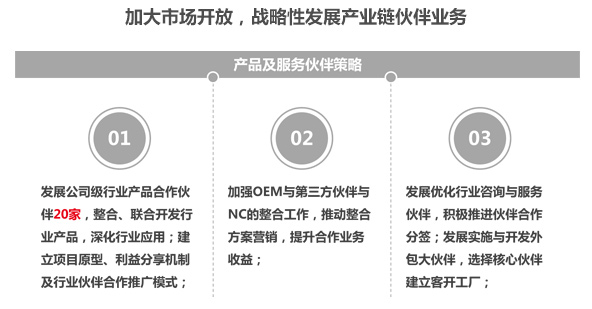 加大市场开放，战略性发展产业链伙伴业务
产品及服务伙伴策略
01
发展公司级行业产品合作伙
伴20家，整合、联合开发行
业产品，深化行业应用；建
立项目原型、利益分享机制
及行业伙伴合作推广模式；
02
加强OEM与第三方伙伴与
NC的整合工作，推动整合
方案营销，提升合作业务
收益；
03
发展优化行业咨询与服务
伙伴，积极推进伙伴合作
分签；发展实施与开发外
包大伙伴，选择核心伙伴
建立客开工厂；